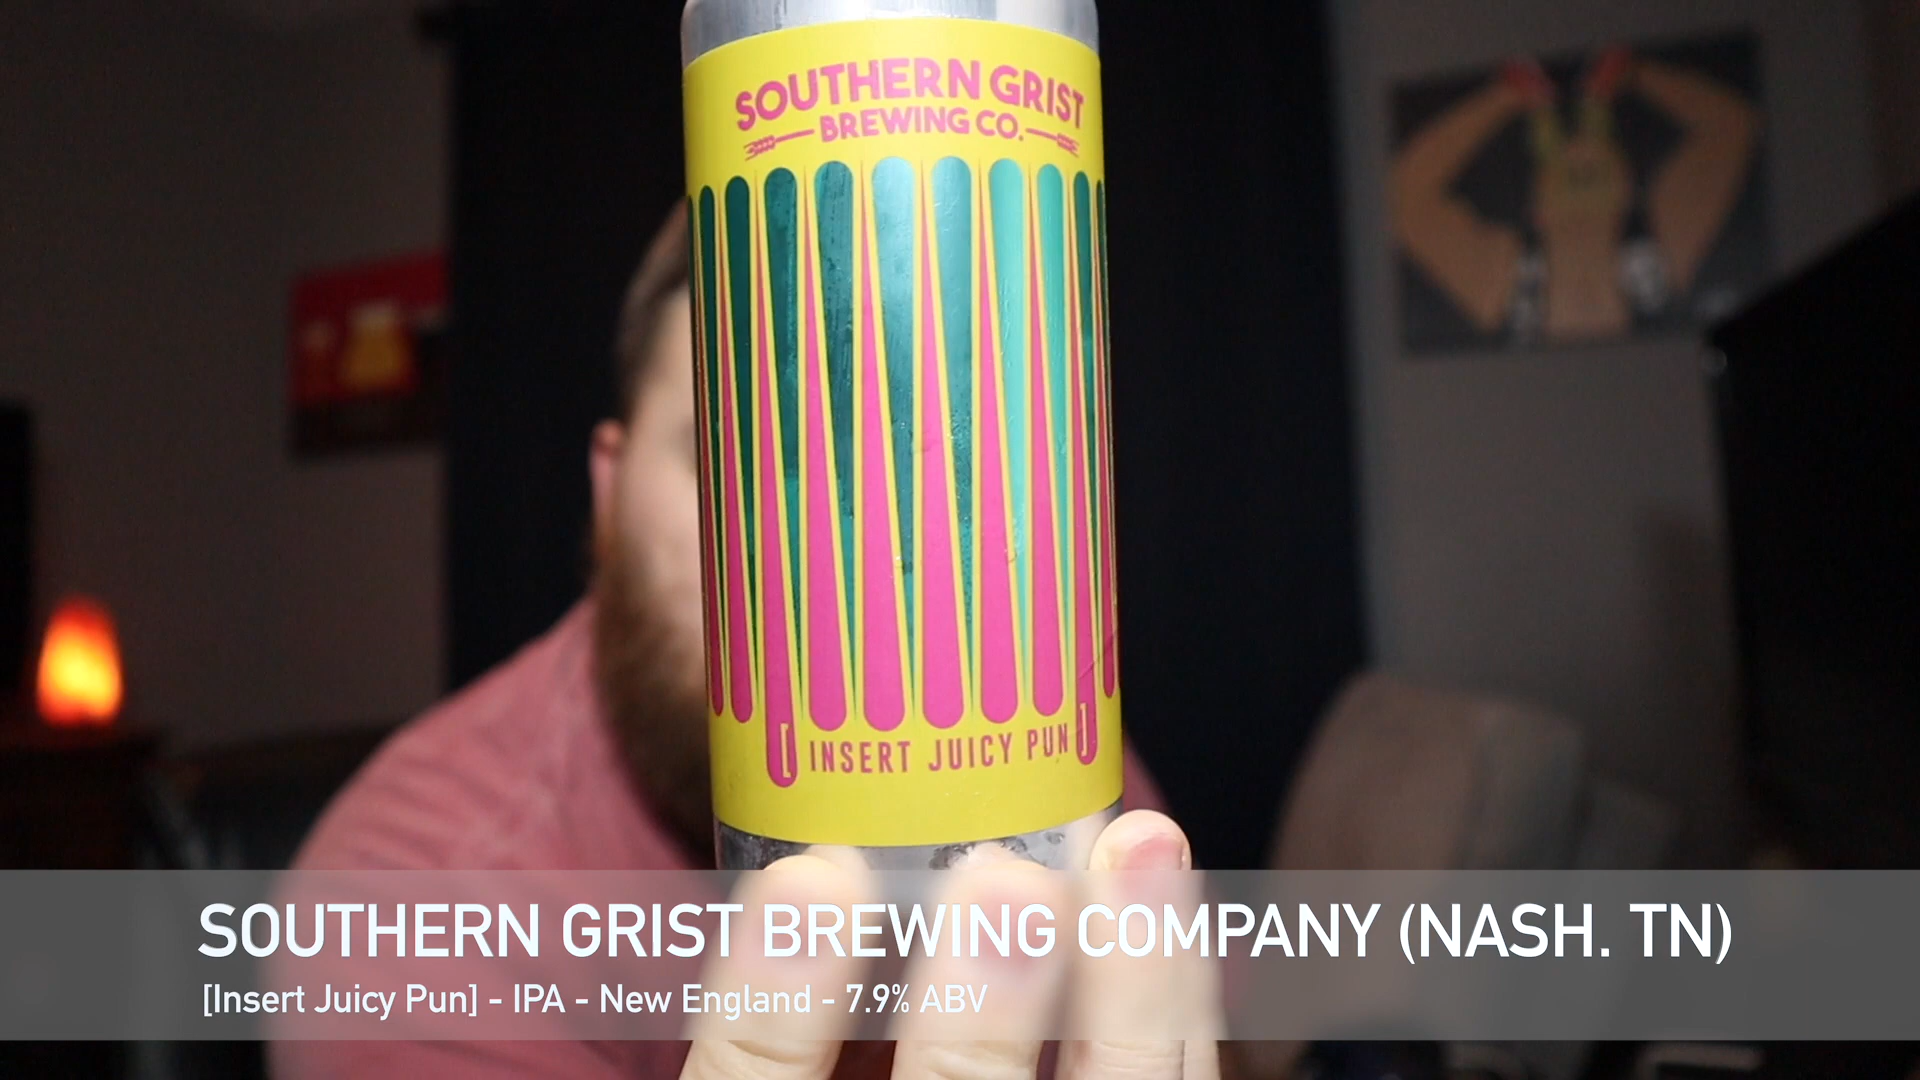 SOUTHERN GRIST
BREWING CO.
[ INSERT JUICY PUN ]
SOUTHERN GRIST BREWING COMPANY (NASH. TN)
[Insert Juicy Pun] - IPA - New England - 7.9% ABV